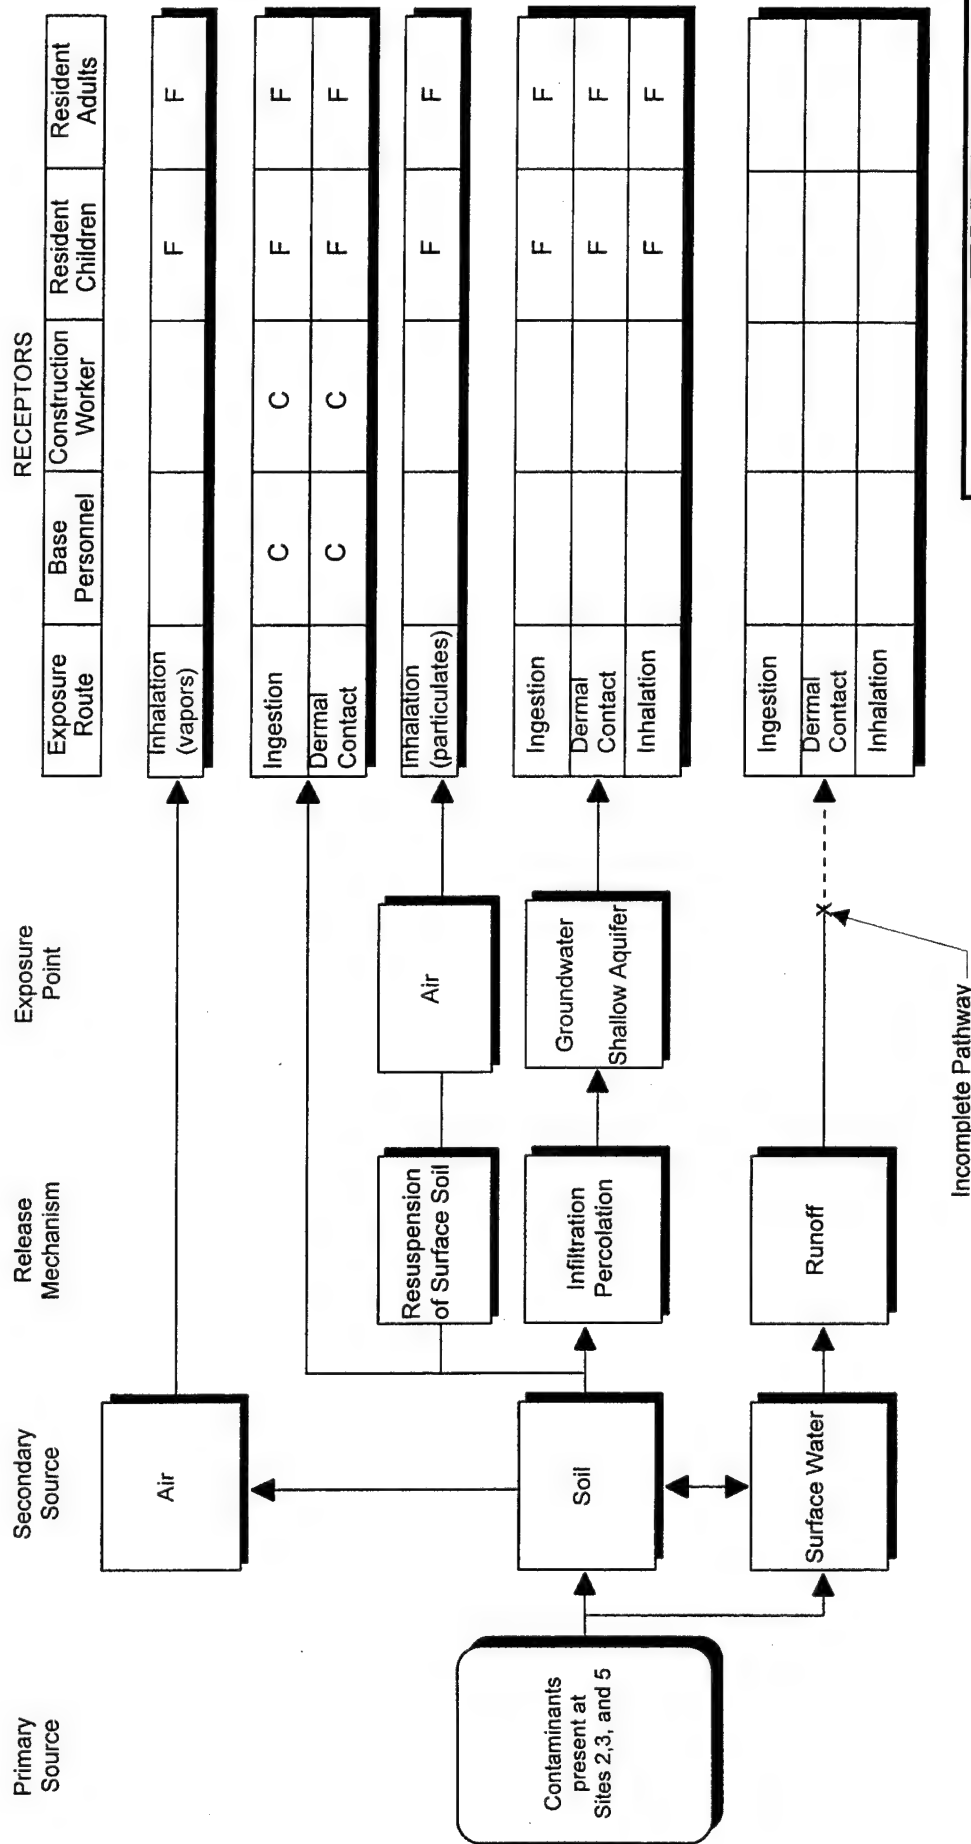 RECEPTORS
Primary
Source
Secondary
Source
Release
Mechanism
Exposure
Point
Exposure
Route
Base
Personnel
Construction
Worker
Resident
Children
Resident
Adults
Air
Inhalation
(vapors)
F
F
Ingestion
C
C
F
F
Dermal
Contact
C
C
F
F
Resuspension
of Surface Soil
Air
Inhalation
(particulates)
F
F
Contaminants
present at
Sites 2,3, and 5
Soil
Infiltration
Percolation
Groundwater
Shallow Aquifer
Ingestion
F
F
Dermal
Contact
F
F
Inhalation
F
F
Surface Water
Runoff
x
Ingestion
Dermal
Contact
Inhalation
Incomplete Pathway